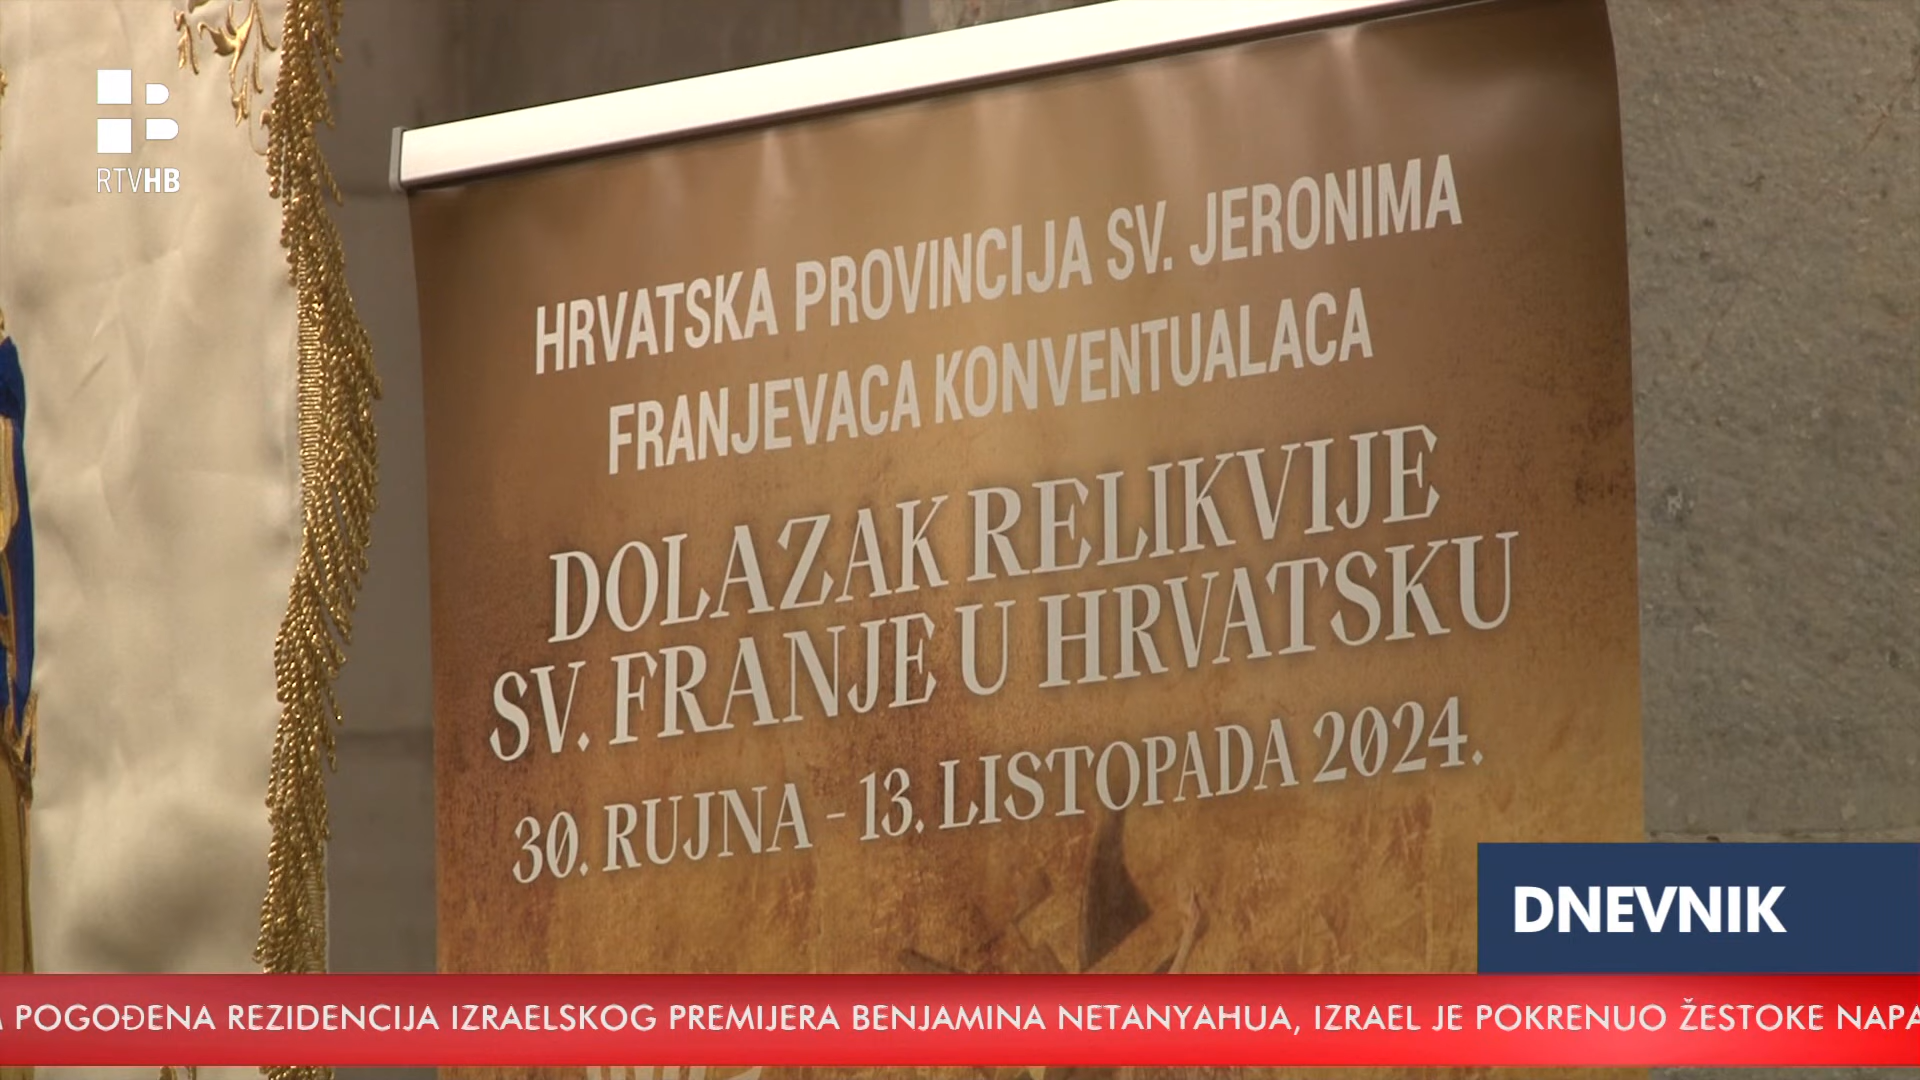 RTVHB
HRVATSKA PROVINCIJA SV. JERONIMA
FRANJEVACA KONVENTUALACA
DOLAZAK RELIKVIJE
SV. FRANJE U HRVATSKU
30. RUJNA - 13. LISTOPADA 2024.
DNEVNIK
POGOĐENA REZIDENCIJA IZRAELSKOG PREMIJERA BENJAMINA NETANYAHUA, IZRAEL JE POKRENUO ŽESTOKE NAPA